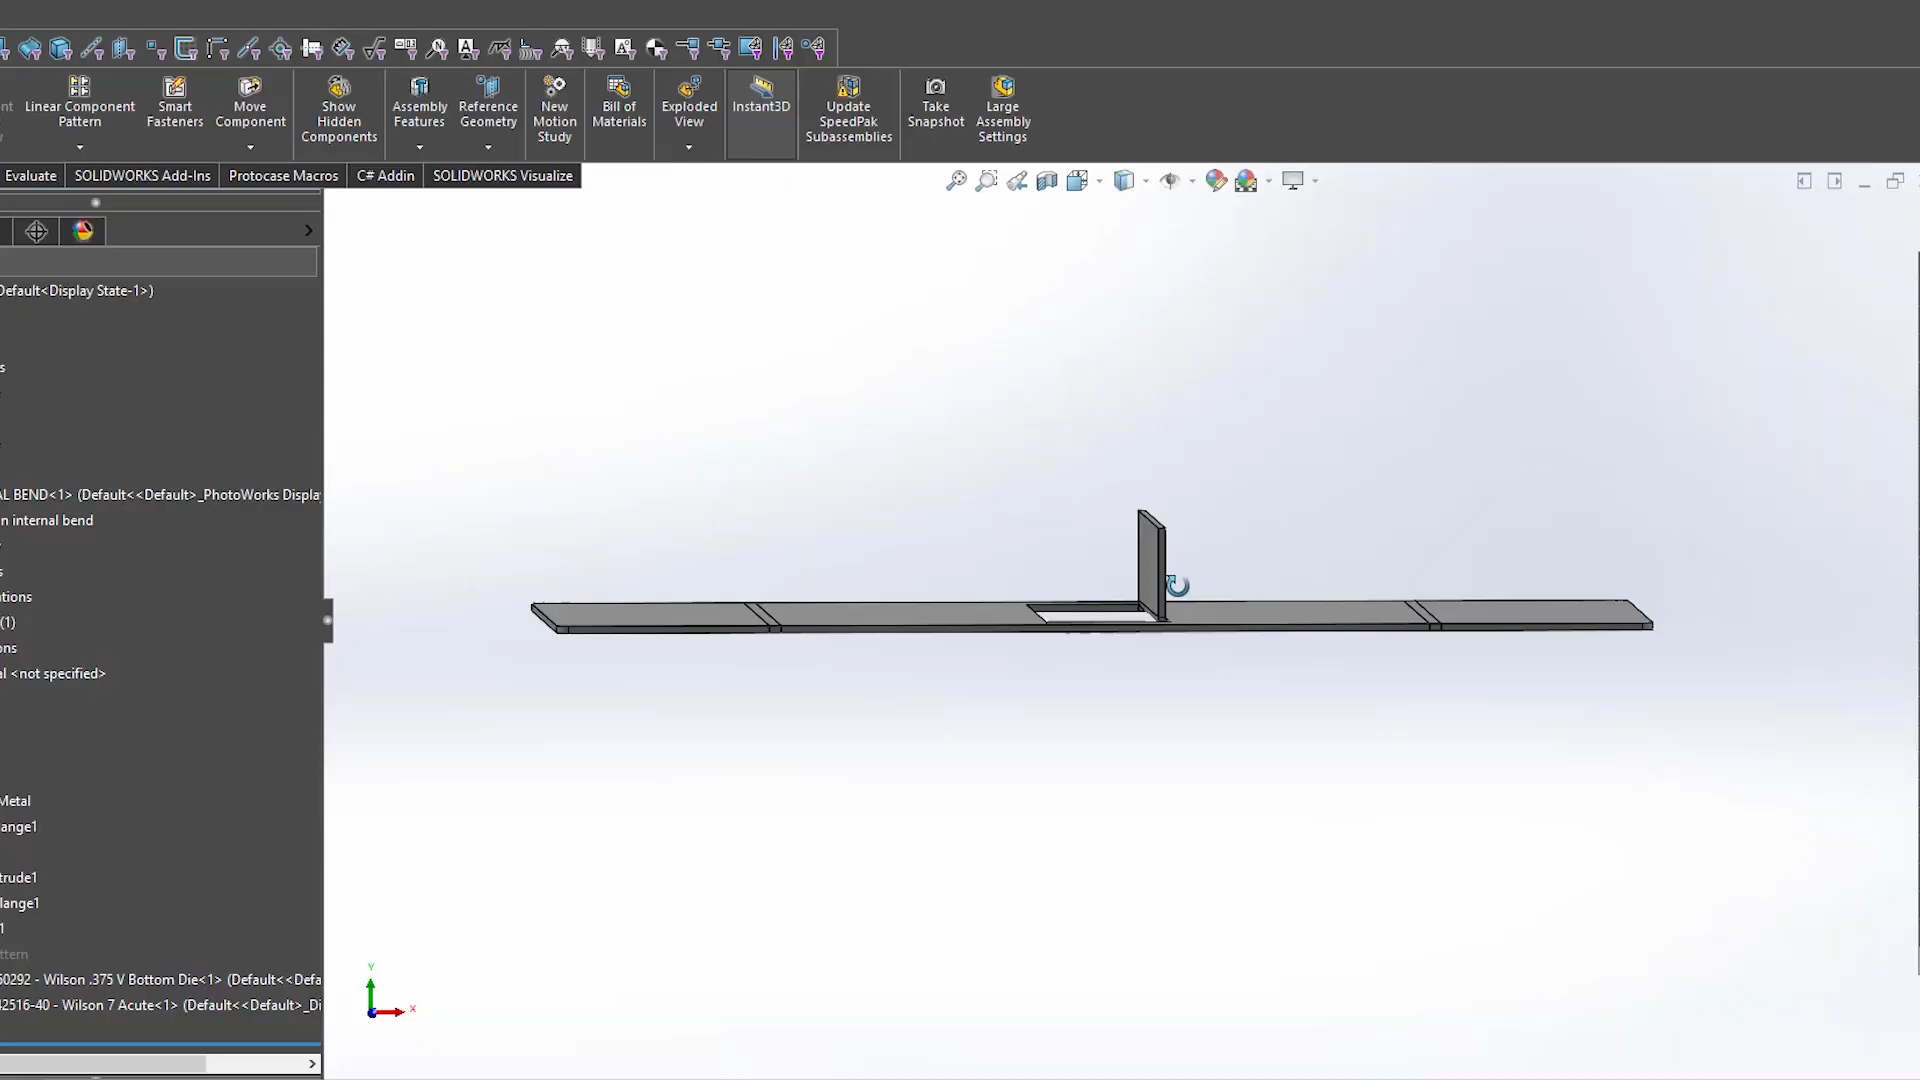 nt Linear Component Pattern
Smart Fasteners
Move Component
Show Hidden Components
Assembly Features
Reference Geometry
New Motion Study
Bill of Materials
Exploded View
Instant3D
Update SpeedPak Subassemblies
Take Snapshot
Large Assembly Settings
Evaluate
SOLIDWORKS Add-Ins
Protocase Macros
C# Addin
SOLIDWORKS Visualize
Default<Display State-1>)
s
AL BEND<1> (Default<<Default>_PhotoWorks Displa
n internal bend
s
tions
(1)
ons
al <not specified>
Metal
ange1
trude1
lange1
1
ttern
50292 - Wilson .375 V Bottom Die<1> (Default<<Defa
42516-40 - Wilson 7 Acute<1> (Default<<Default>_Di
Y
X